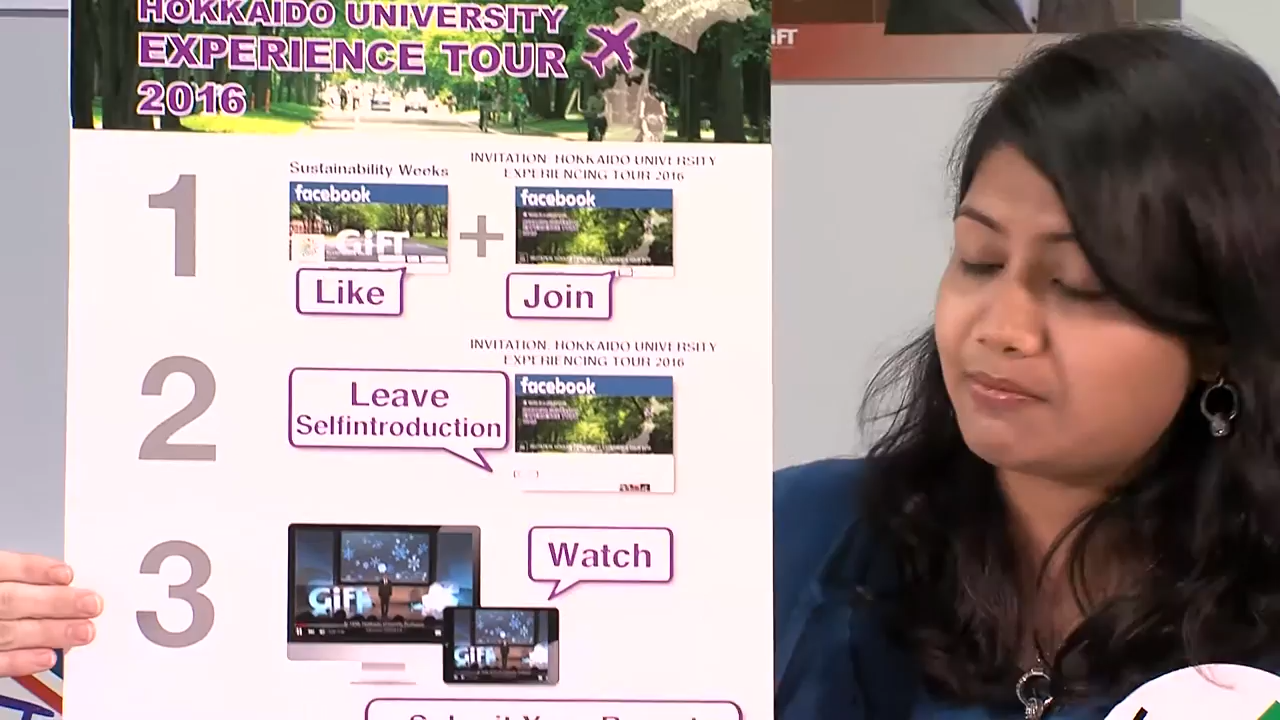 HOKKAIDO UNIVERSITY
EXPERIENCE TOUR
2016
GiFT
1
Sustainability Weeks
facebook
GiFT
Like
+
INVITATION: HOKKAIDO UNIVERSITY
EXPERIENCING TOUR 2016
facebook
Join
2
Leave
Selfintroduction
INVITATION: HOKKAIDO UNIVERSITY
EXPERIENCING TOUR 2016
facebook
3
GiFT
GiFT
Watch